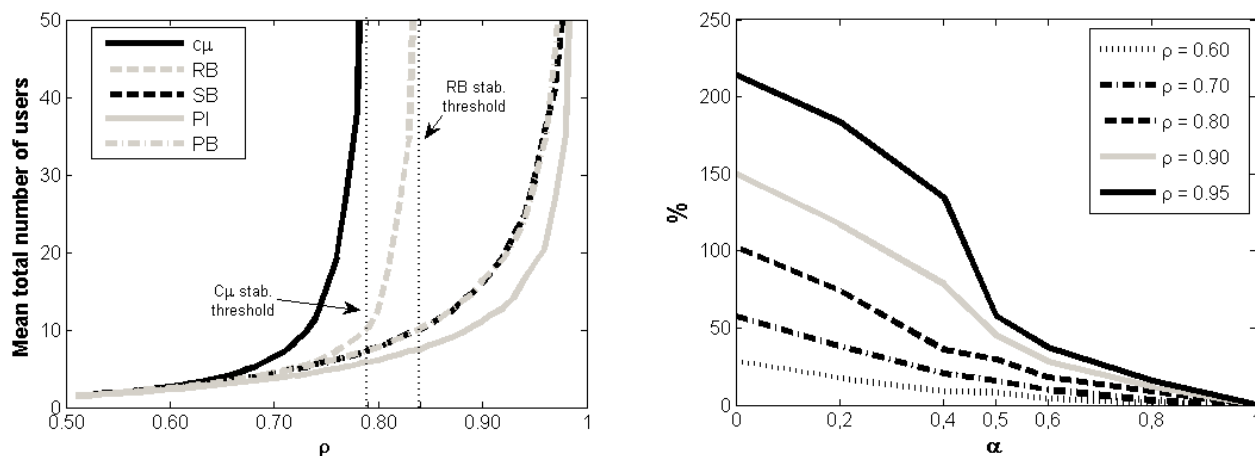 Mean total number of users
50
40
30
20
10
0
cμ
RB
SB
PI
PB
RB stab.
threshold
Cμ stab.
threshold
0.50
0.60
0.70
0.80
0.90
1
ρ
%
250
200
150
100
50
0
ρ = 0.60
ρ = 0.70
ρ = 0.80
ρ = 0.90
ρ = 0.95
0
0,2
0,4
0,5
0,6
0,8
1
α